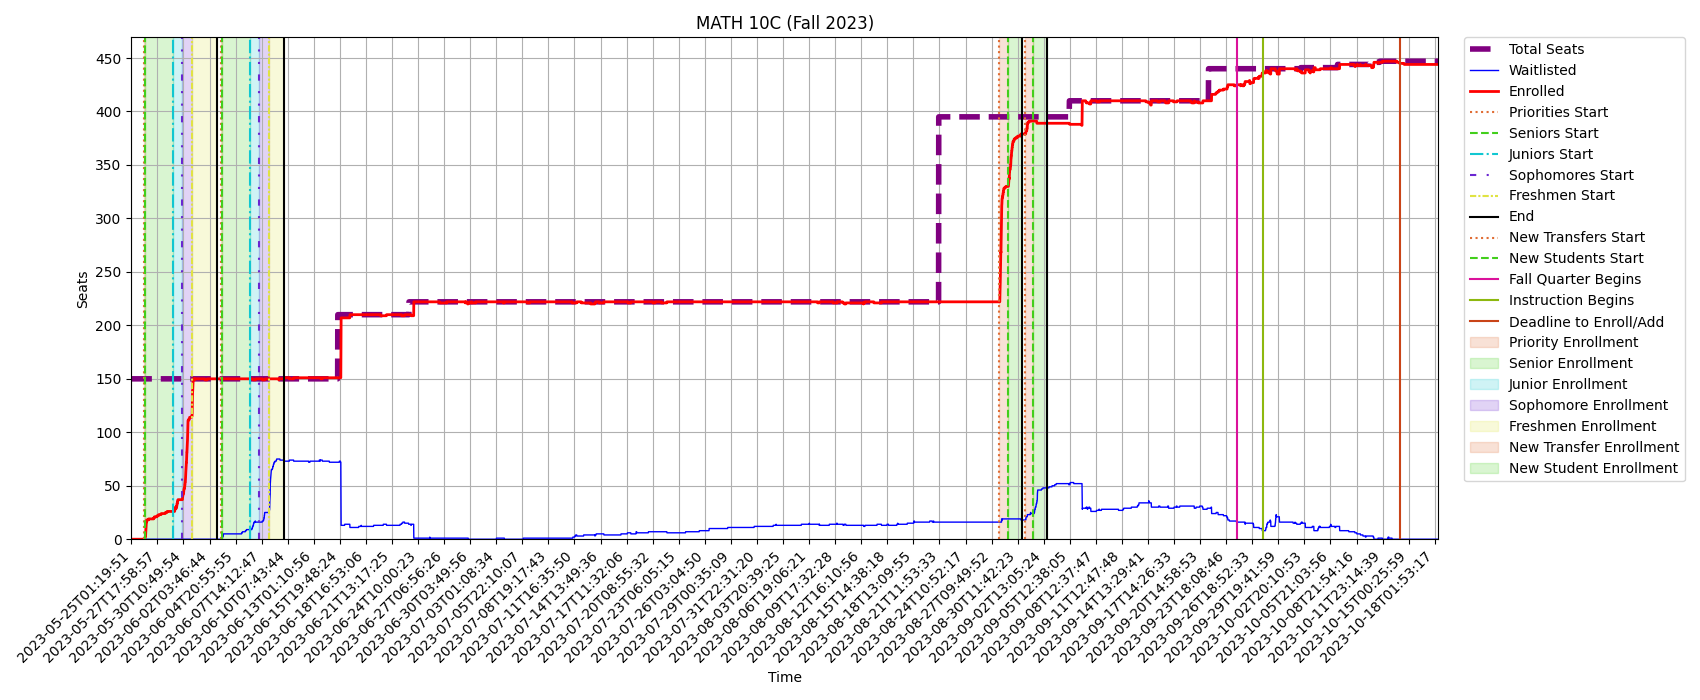 MATH 10C (Fall 2023)
Seats
450
400
350
300
250
200
150
100
50
0
2023-05-25T01:19:51
2023-05-27T17:58:57
2023-05-30T10:49:54
2023-06-02T03:46:44
2023-06-04T20:55:55
2023-06-07T14:12:47
2023-06-10T07:43:44
2023-06-13T01:10:56
2023-06-15T19:48:24
2023-06-18T16:53:06
2023-06-21T13:17:25
2023-06-24T10:00:23
2023-06-27T06:56:26
2023-06-30T03:49:56
2023-07-03T01:08:34
2023-07-05T22:10:07
2023-07-08T19:17:43
2023-07-11T16:35:50
2023-07-14T13:49:36
2023-07-17T11:32:06
2023-07-20T08:55:32
2023-07-23T06:05:15
2023-07-26T03:04:50
2023-07-29T00:35:09
2023-07-31T22:31:20
2023-08-03T20:39:25
2023-08-06T19:06:21
2023-08-09T17:32:28
2023-08-12T16:10:56
2023-08-15T14:38:18
2023-08-18T13:09:55
2023-08-21T11:53:33
2023-08-24T10:52:17
2023-08-27T09:49:52
2023-08-30T11:42:23
2023-09-02T13:05:24
2023-09-05T12:38:05
2023-09-08T12:37:47
2023-09-11T12:47:48
2023-09-14T13:29:41
2023-09-17T14:26:33
2023-09-20T14:58:53
2023-09-23T18:08:46
2023-09-26T18:52:33
2023-09-29T19:41:59
2023-10-02T20:10:53
2023-10-05T21:03:56
2023-10-08T21:54:16
2023-10-11T23:14:39
2023-10-15T00:25:59
2023-10-18T01:53:17
Time
Total Seats
Waitlisted
Enrolled
Priorities Start
Seniors Start
Juniors Start
Sophomores Start
Freshmen Start
End
New Transfers Start
New Students Start
Fall Quarter Begins
Instruction Begins
Deadline to Enroll/Add
Priority Enrollment
Senior Enrollment
Junior Enrollment
Sophomore Enrollment
Freshmen Enrollment
New Transfer Enrollment
New Student Enrollment